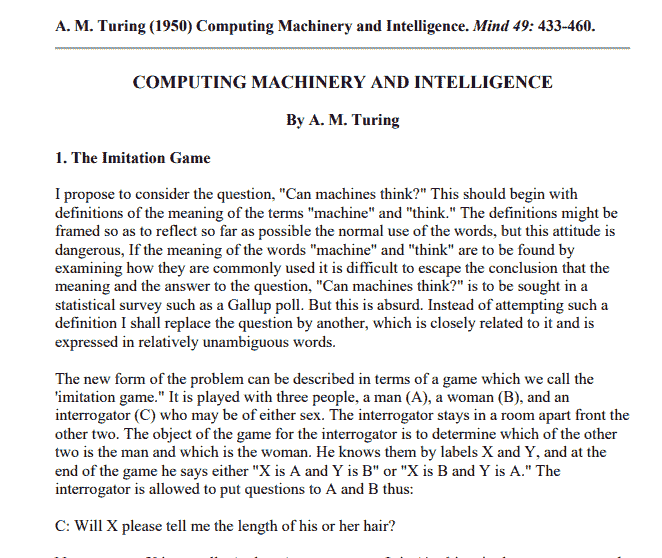 A. M. Turing (1950) Computing Machinery and Intelligence. Mind 49: 433-460.
COMPUTING MACHINERY AND INTELLIGENCE
By A. M. Turing
1. The Imitation Game
I propose to consider the question, "Can machines think?" This should begin with
definitions of the meaning of the terms "machine" and "think." The definitions might be
framed so as to reflect so far as possible the normal use of the words, but this attitude is
dangerous, If the meaning of the words "machine" and "think" are to be found by
examining how they are commonly used it is difficult to escape the conclusion that the
meaning and the answer to the question, "Can machines think?" is to be sought in a
statistical survey such as a Gallup poll. But this is absurd. Instead of attempting such a
definition I shall replace the question by another, which is closely related to it and is
expressed in relatively unambiguous words.
The new form of the problem can be described in terms of a game which we call the
'imitation game." It is played with three people, a man (A), a woman (B), and an
interrogator (C) who may be of either sex. The interrogator stays in a room apart front the
other two. The object of the game for the interrogator is to determine which of the other
two is the man and which is the woman. He knows them by labels X and Y, and at the
end of the game he says either "X is A and Y is B" or "X is B and Y is A." The
interrogator is allowed to put questions to A and B thus:
C: Will X please tell me the length of his or her hair?